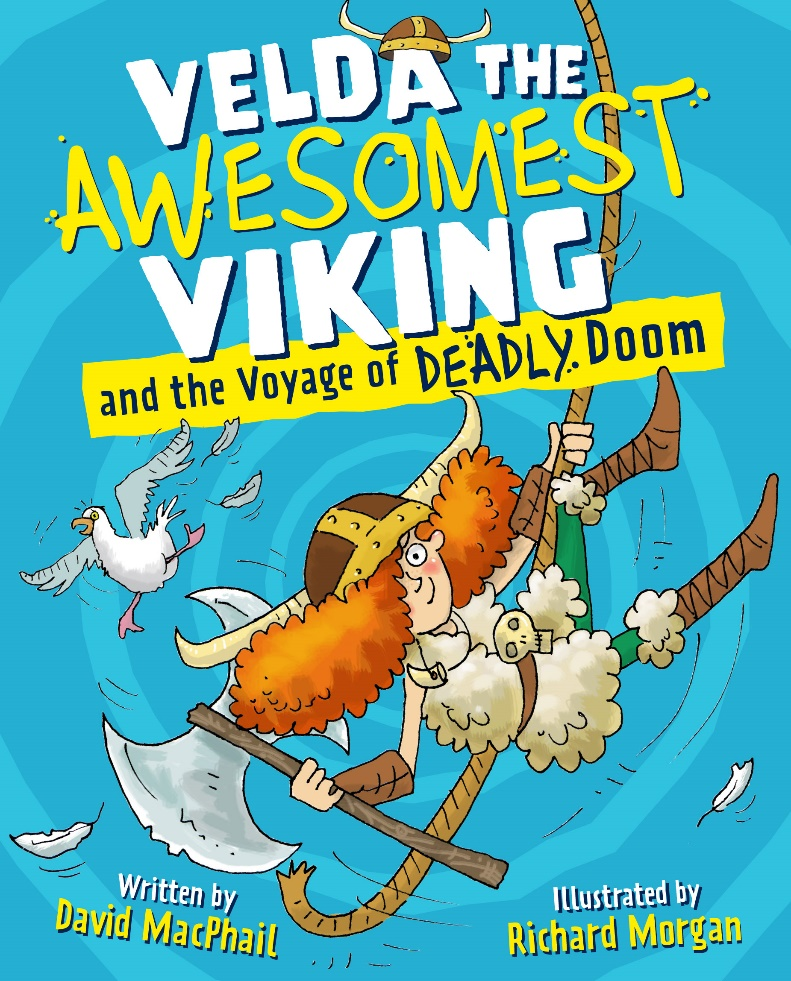 VELDA THE
AWESOMEST
VIKING
and the Voyage of DEADLY Doom
Written by
David MacPhail
Illustrated by
Richard Morgan